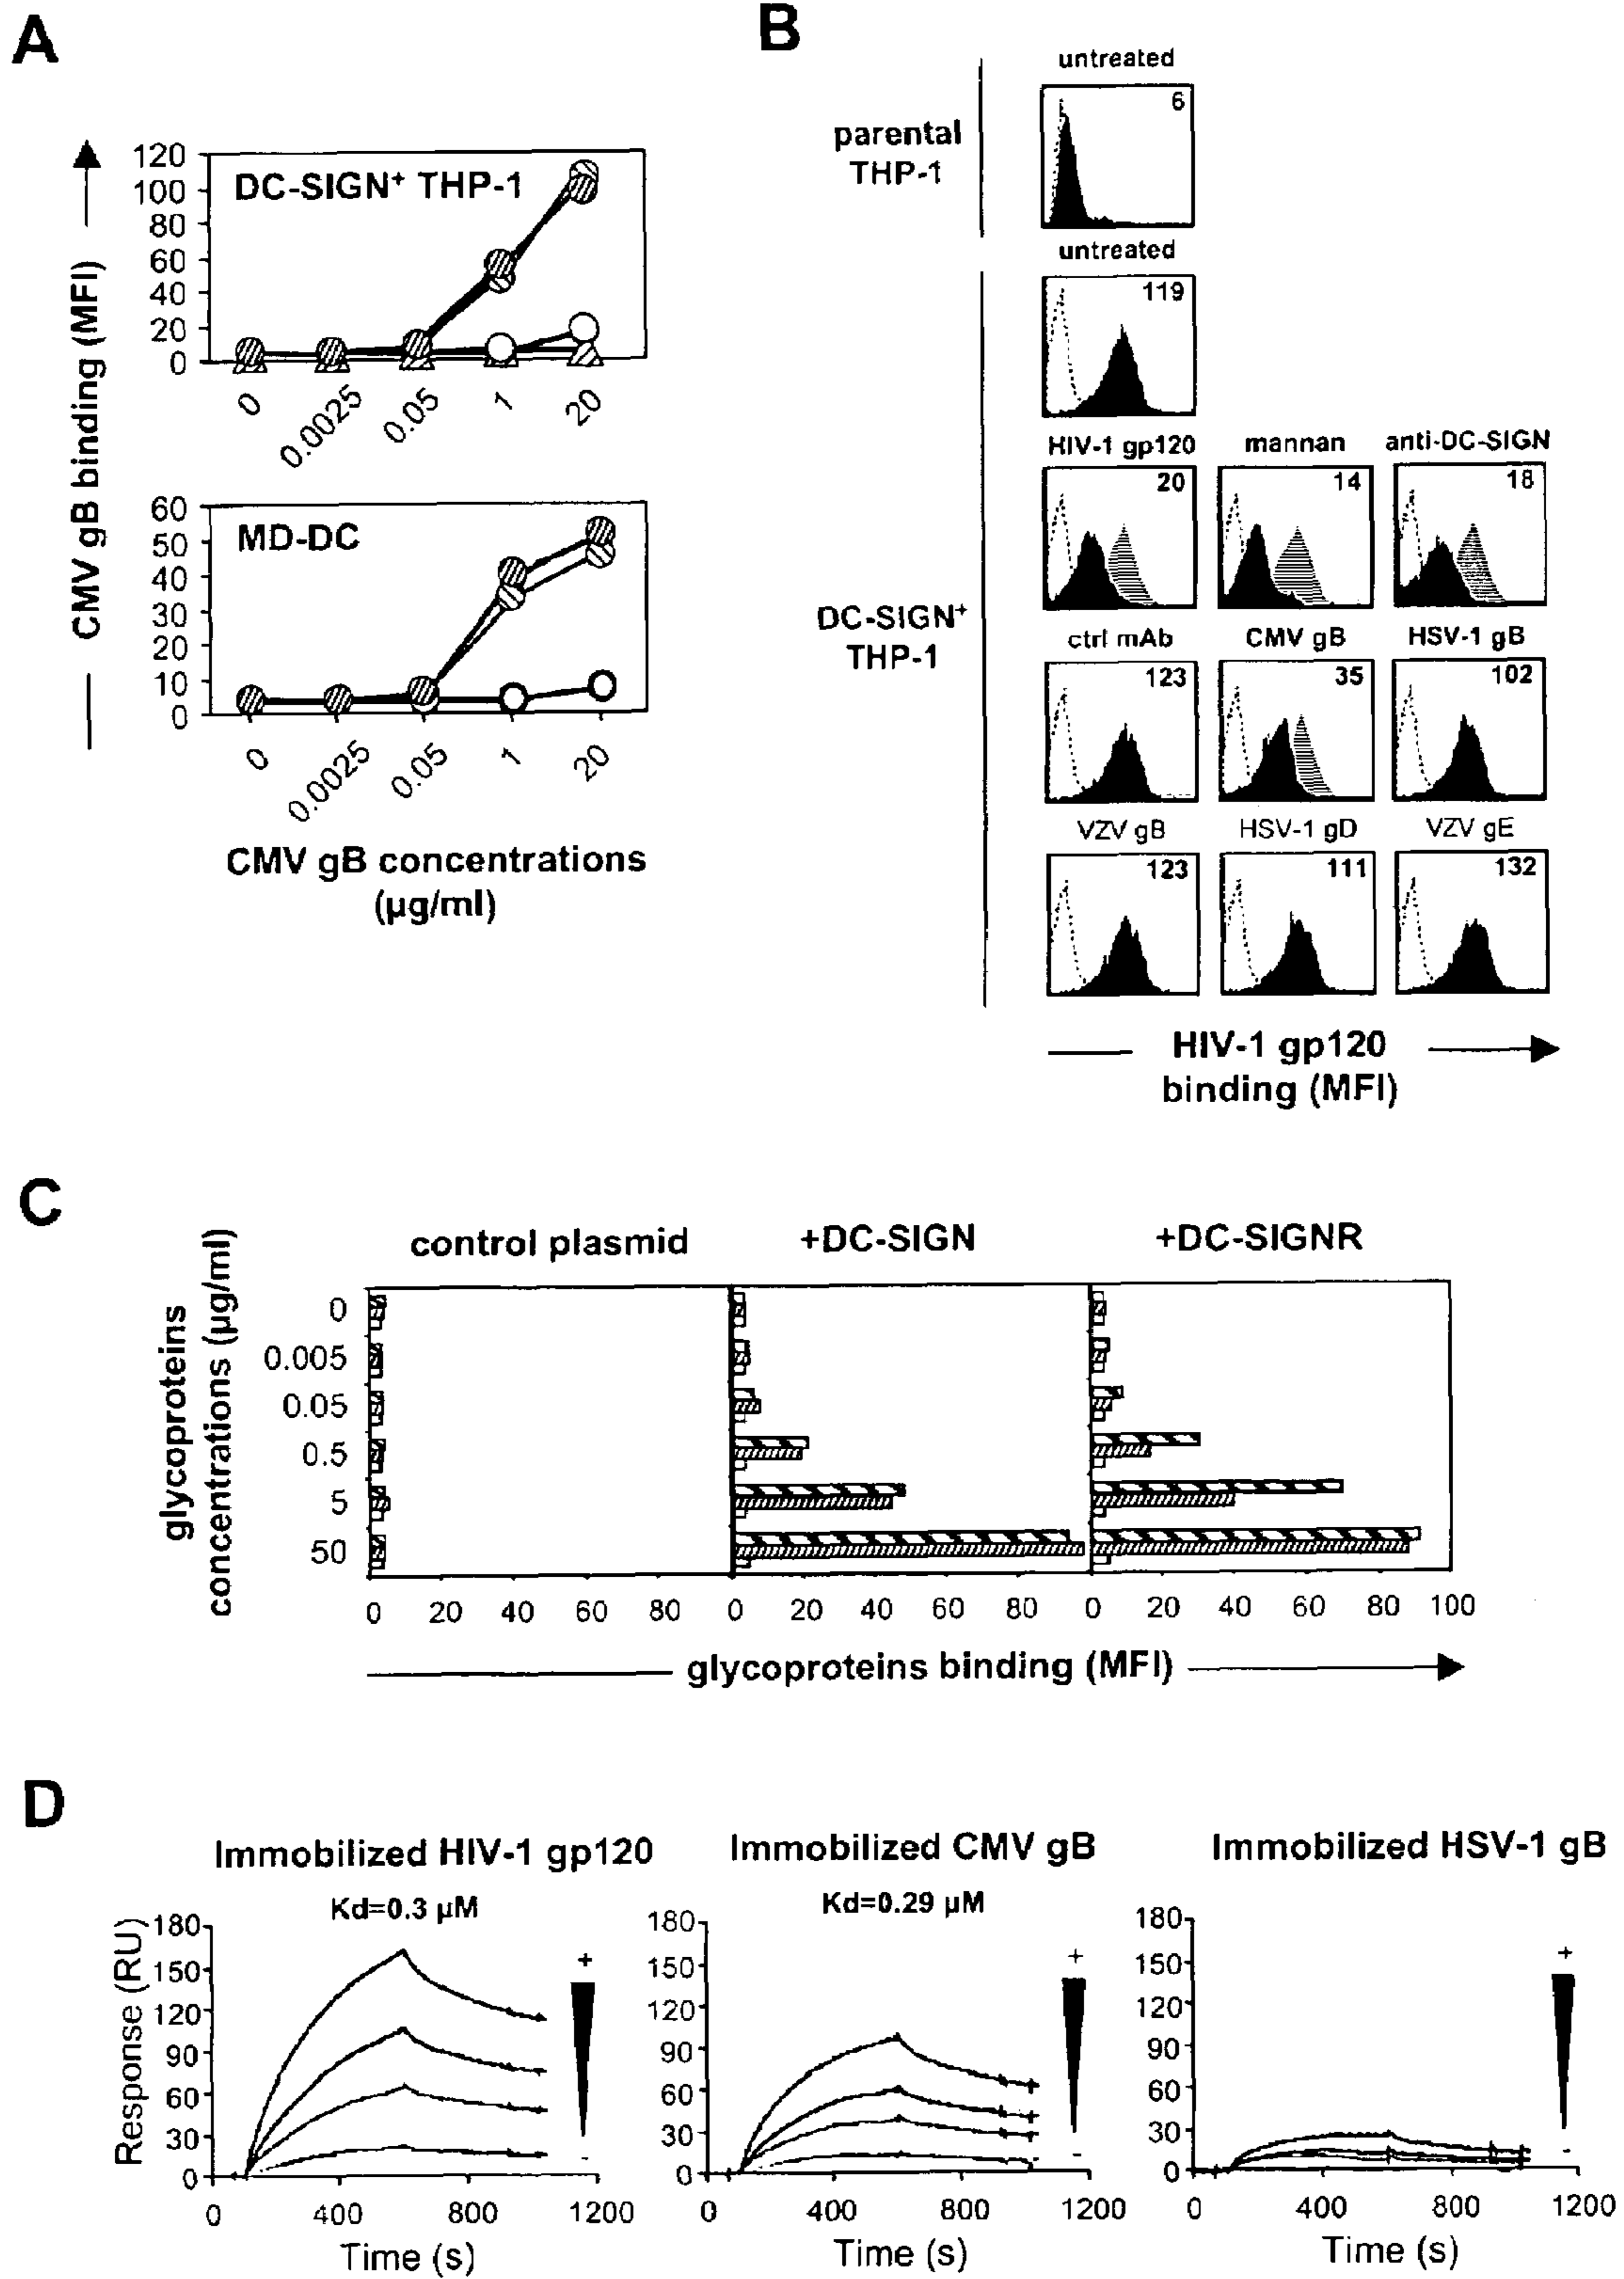 A
DC-SIGN⁺ THP-1
120
100
80
60
40
20
0
0
0.0025
0.05
1
20
MD-DC
60
50
40
30
20
10
0
0
0.0025
0.05
1
20
CMV gB binding (MFI)
CMV gB concentrations
(µg/ml)
B
parental
THP-1
untreated
6
DC-SIGN⁺
THP-1
untreated
119
HIV-1 gp120
mannan
anti-DC-SIGN
20
14
18
ctrl mAb
CMV gB
HSV-1 gB
123
35
102
VZV gB
HSV-1 gD
VZV gE
123
111
132
HIV-1 gp120
binding (MFI)
C
control plasmid
+DC-SIGN
+DC-SIGNR
glycoproteins
concentrations (µg/ml)
0
0.005
0.05
0.5
5
50
0 20 40 60 80 0 20 40 60 80 0 20 40 60 80 100
glycoproteins binding (MFI)
D
Immobilized HIV-1 gp120
Kd=0.3 µM
Response (RU)
180
150
120
90
60
30
0
+
-
0 400 800 1200
Time (s)
Immobilized CMV gB
Kd=0.29 µM
180
150
120
90
60
30
0
+
-
0 400 800 1200
Time (s)
Immobilized HSV-1 gB
180
150
120
90
60
30
0
+
-
0 400 800 1200
Time (s)